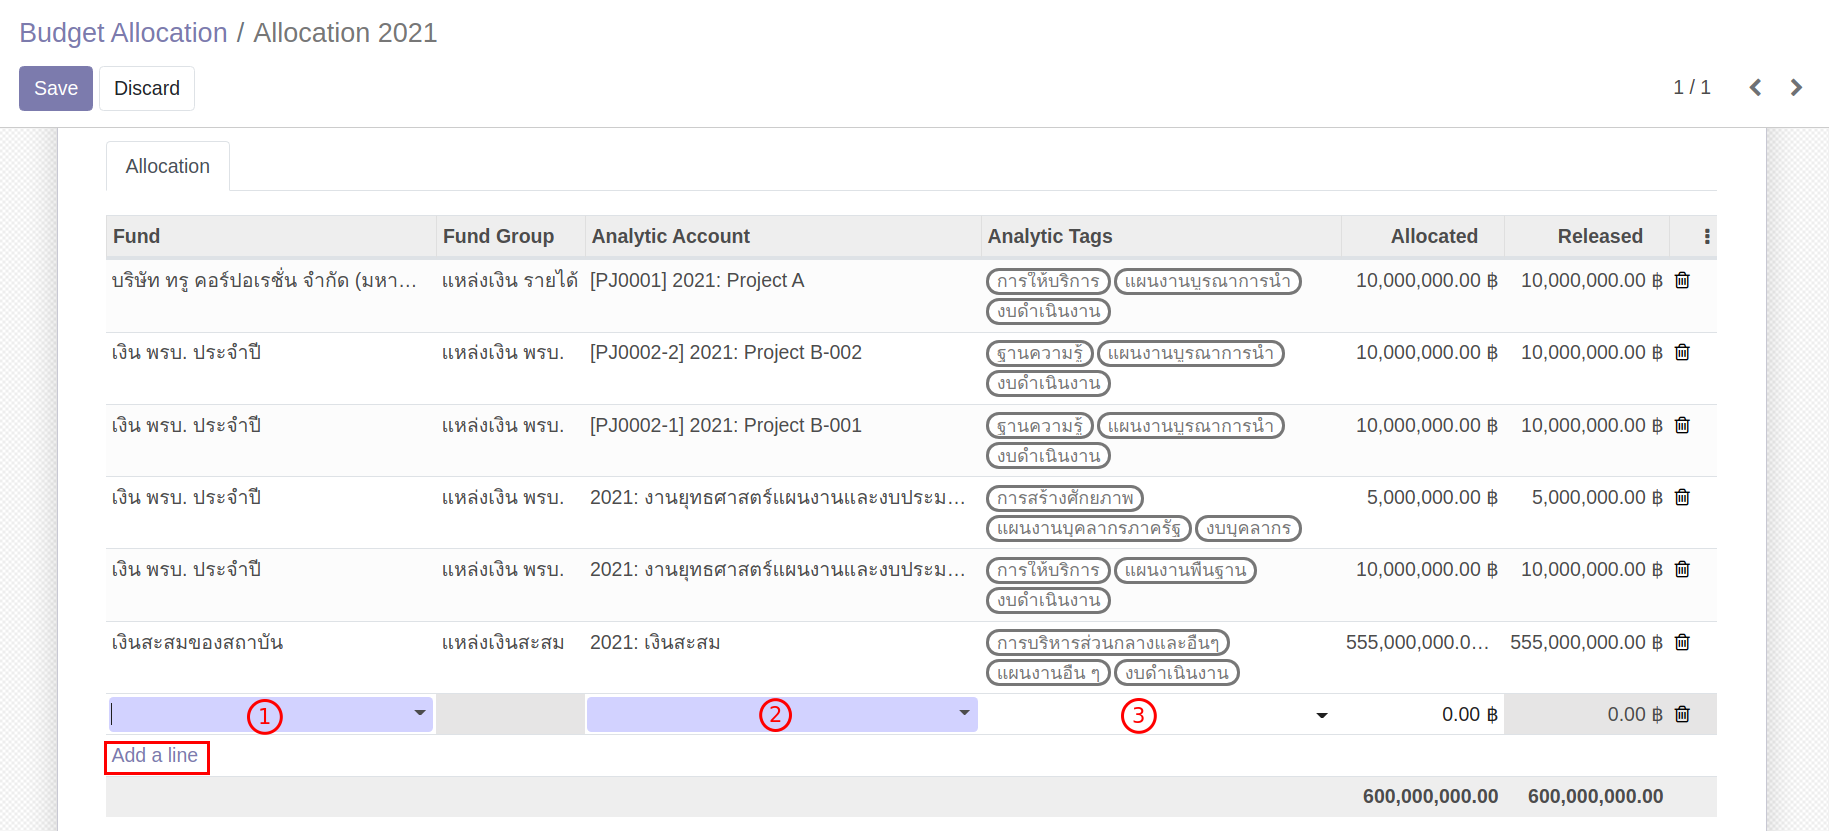 Budget Allocation / Allocation 2021
Save Discard 1 / 1
Allocation
Fund Fund Group Analytic Account Analytic Tags Allocated Released
บริษัท ทรู คอร์ปอเรชั่น จำกัด (มหา… แหล่งเงิน รายได้ [PJ0001] 2021: Project A การให้บริการ แผนงานบูรณาการนำ 10,000,000.00 ฿ 10,000,000.00 ฿
งบดำเนินงาน
เงิน พรบ. ประจำปี แหล่งเงิน พรบ. [PJ0002-2] 2021: Project B-002 ฐานความรู้ แผนงานบูรณาการนำ 10,000,000.00 ฿ 10,000,000.00 ฿
งบดำเนินงาน
เงิน พรบ. ประจำปี แหล่งเงิน พรบ. [PJ0002-1] 2021: Project B-001 ฐานความรู้ แผนงานบูรณาการนำ 10,000,000.00 ฿ 10,000,000.00 ฿
งบดำเนินงาน
เงิน พรบ. ประจำปี แหล่งเงิน พรบ. 2021: งานยุทธศาสตร์แผนงานและงบประม… การสร้างศักยภาพ 5,000,000.00 ฿ 5,000,000.00 ฿
แผนงานบุคลากรภาครัฐ งบบุคลากร
เงิน พรบ. ประจำปี แหล่งเงิน พรบ. 2021: งานยุทธศาสตร์แผนงานและงบประม… การให้บริการ แผนงานพื้นฐาน 10,000,000.00 ฿ 10,000,000.00 ฿
งบดำเนินงาน
เงินสะสมของสถาบัน แหล่งเงินสะสม 2021: เงินสะสม การบริหารส่วนกลางและอื่นๆ 555,000,000.0… 555,000,000.00 ฿
แผนงานอื่น ๆ งบดำเนินงาน
1 2 3 0.00 ฿ 0.00 ฿
Add a line
600,000,000.00 600,000,000.00